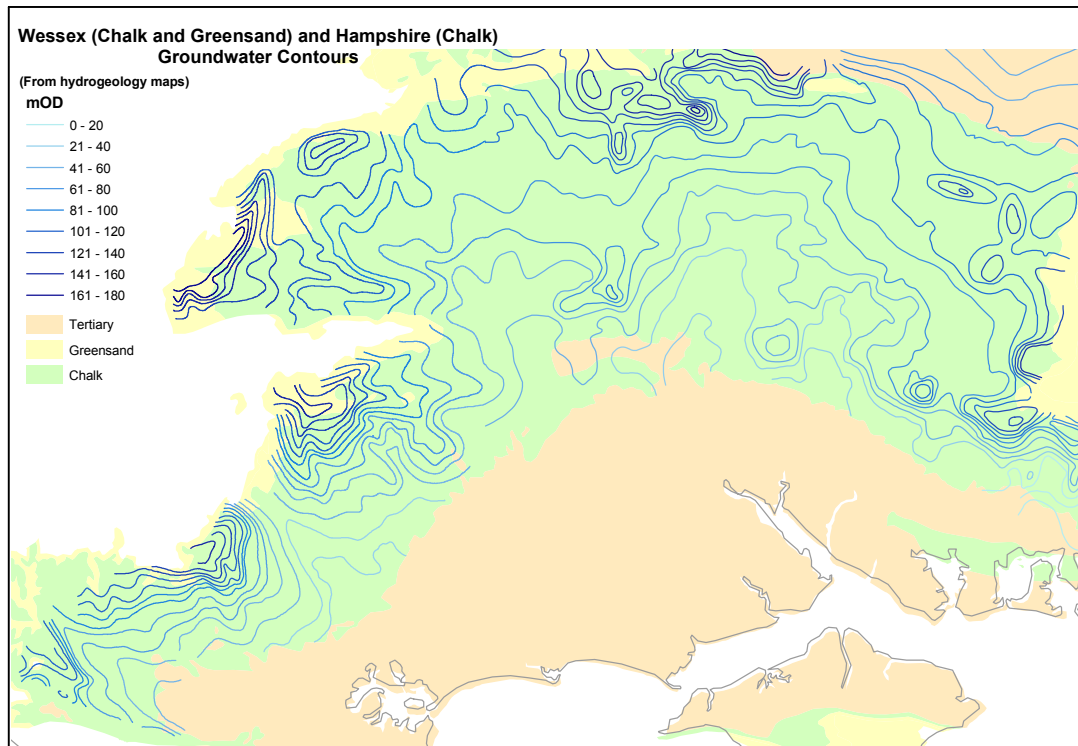 Wessex (Chalk and Greensand) and Hampshire (Chalk)
Groundwater Contours
(From hydrogeology maps)
mOD
0 - 20
21 - 40
41 - 60
61 - 80
81 - 100
101 - 120
121 - 140
141 - 160
161 - 180
Tertiary
Greensand
Chalk